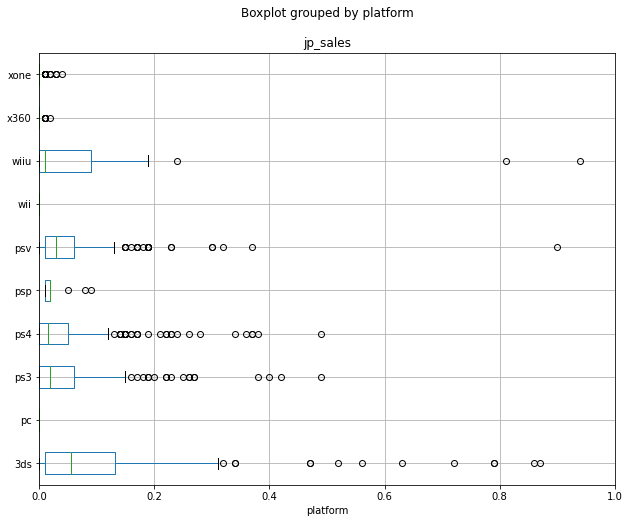 Boxplot grouped by platform
jp_sales
xone
x360
wiiu
wii
psv
psp
ps4
ps3
pc
3ds
0.0 0.2 0.4 0.6 0.8 1.0
platform